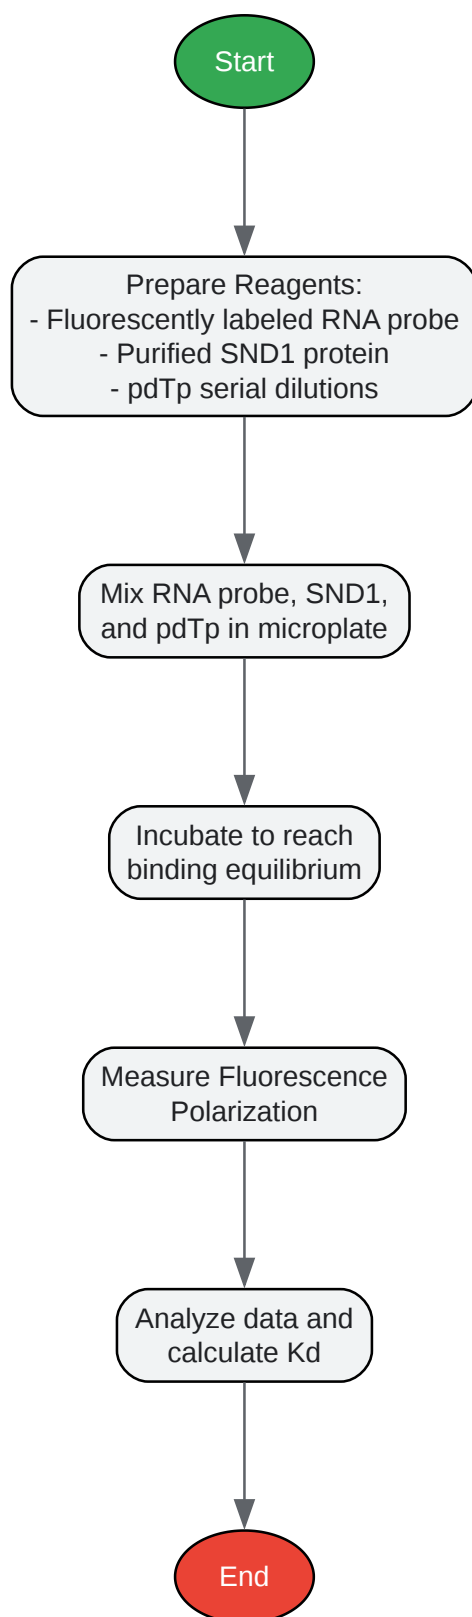 Start
Prepare Reagents:
- Fluorescently labeled RNA probe
- Purified SND1 protein
- pdTp serial dilutions
Mix RNA probe, SND1,
and pdTp in microplate
Incubate to reach
binding equilibrium
Measure Fluorescence
Polarization
Analyze data and
calculate Kd
End